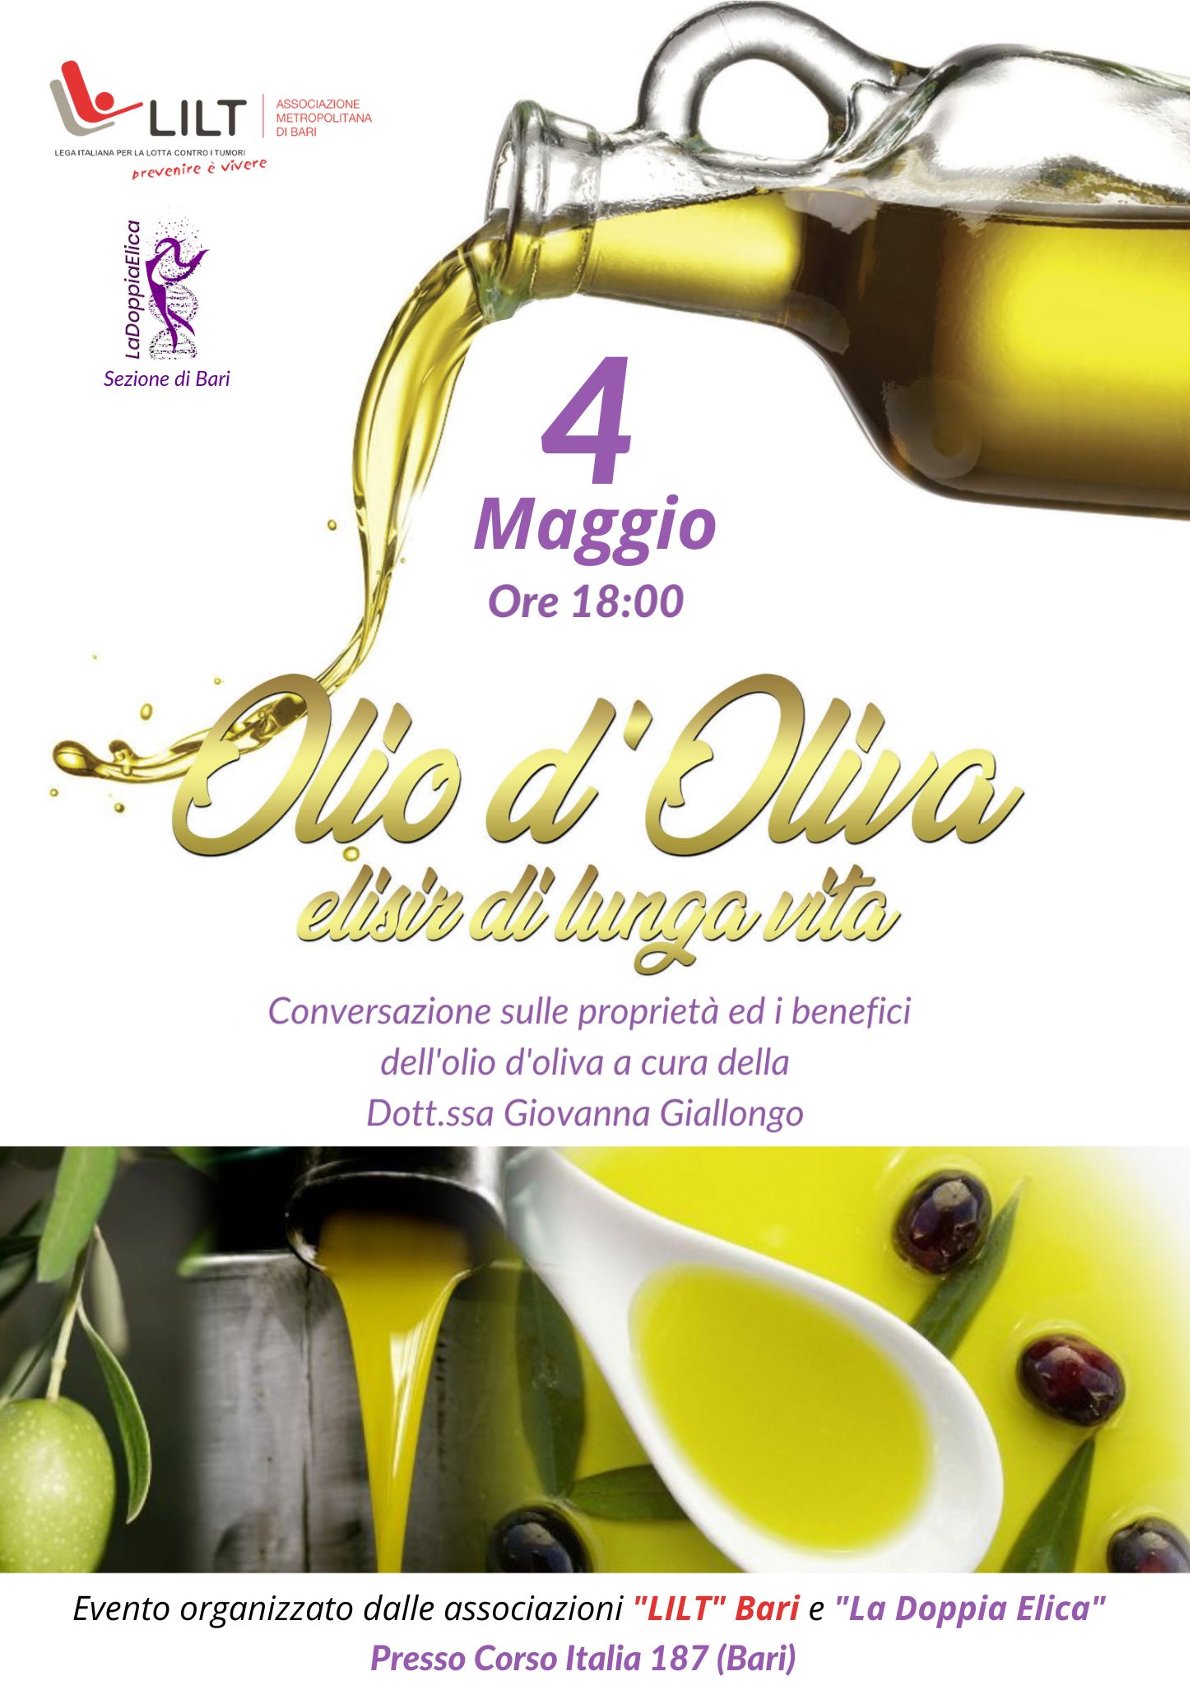 LILT
ASSOCIAZIONE
METROPOLITANA
DI BARI
LEGA ITALIANA PER LA LOTTA CONTRO I TUMORI
prevenire è vivere
LaDoppiaElica
Sezione di Bari
4
Maggio
Ore 18:00
Olio d'Oliva
elisir di lunga vita
Conversazione sulle proprietà ed i benefici
dell'olio d'oliva a cura della
Dott.ssa Giovanna Giallongo
Evento organizzato dalle associazioni "LILT" Bari e "La Doppia Elica"
Presso Corso Italia 187 (Bari)